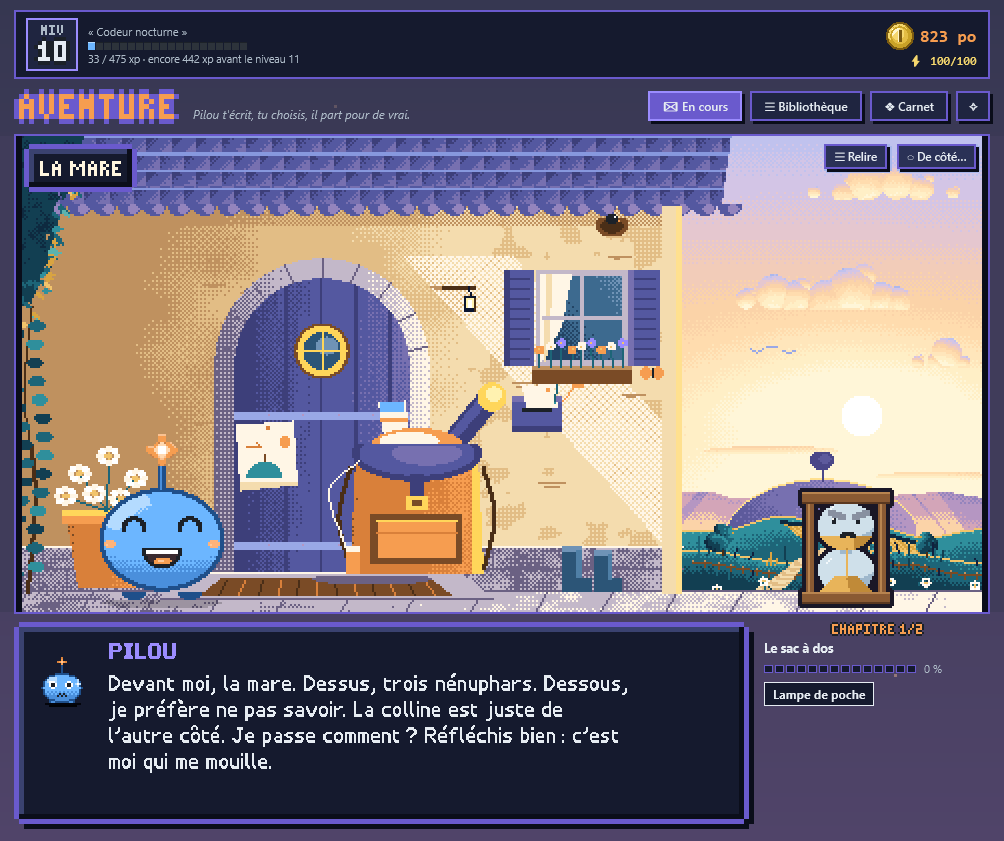 NIV
10
« Codeur nocturne »
33 / 475 xp · encore 442 xp avant le niveau 11
823 po
100/100
AVENTURE
Pilou t'écrit, tu choisis, il part pour de vrai.
En cours
Bibliothèque
Carnet
LA MARE
Relire
De côté...
PILOU
Devant moi, la mare. Dessus, trois nénuphars. Dessous,
je préfère ne pas savoir. La colline est juste de
l'autre côté. Je passe comment ? Réfléchis bien : c'est
moi qui me mouille.
CHAPITRE 1/2
Le sac à dos
0 %
Lampe de poche